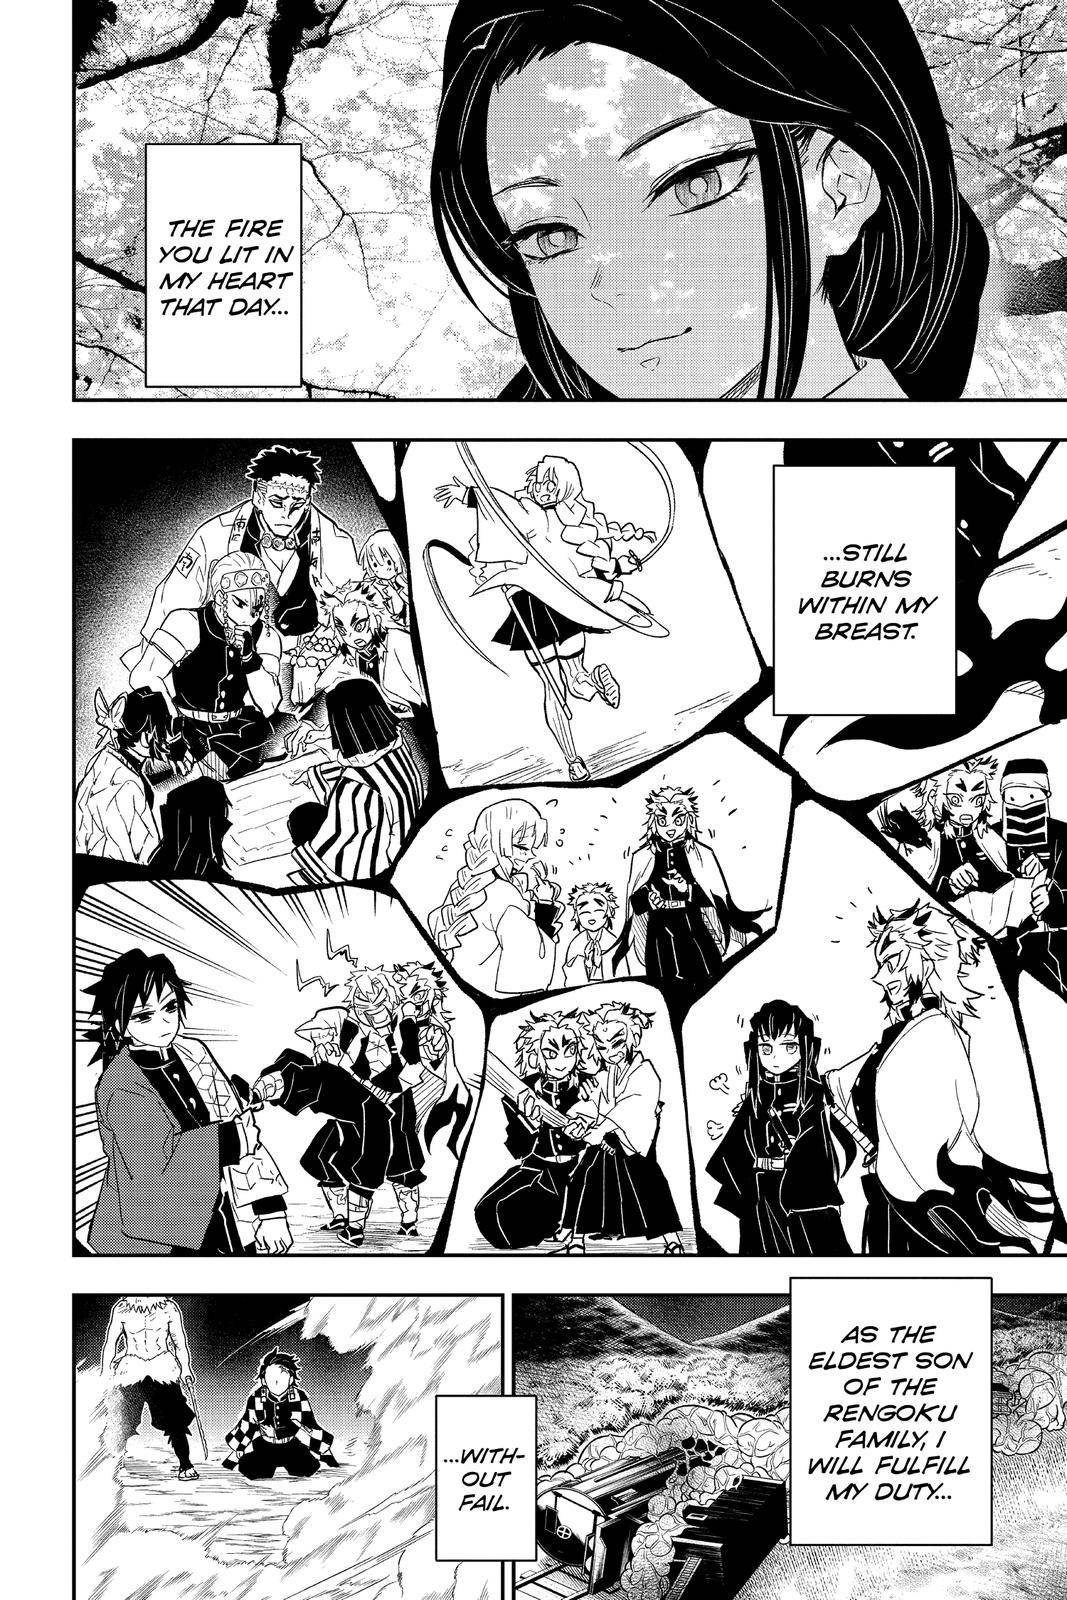 THE FIRE
YOU LIT IN
MY HEART
THAT DAY...
...STILL
BURNS
WITHIN MY
BREAST.
AS THE
ELDEST SON
OF THE
RENGOKU
FAMILY, I
WILL FULFILL
MY DUTY...
...WITH-
OUT
FAIL.